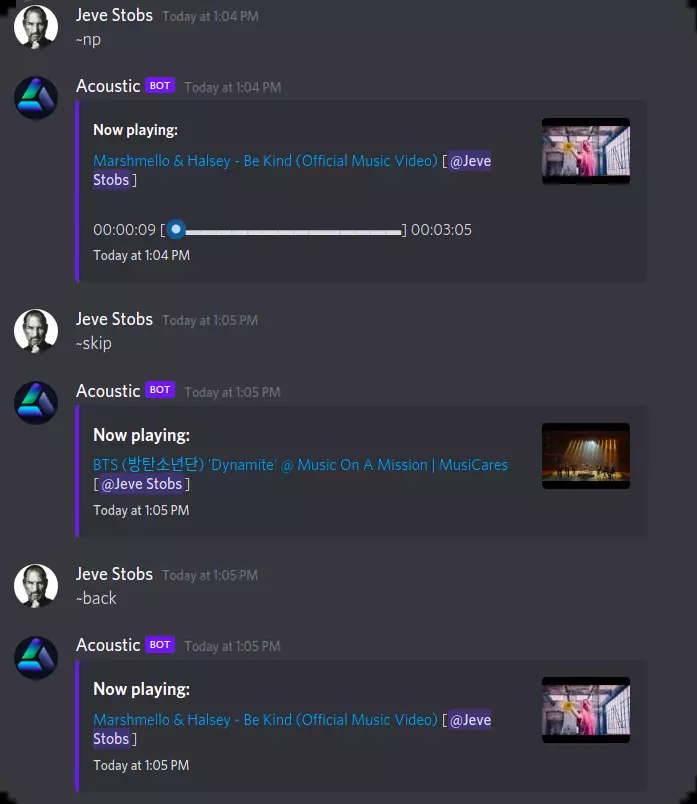 Jeve Stobs Today at 1:04 PM
~np
Acoustic BOT Today at 1:04 PM
Now playing:
Marshmello & Halsey - Be Kind (Official Music Video) [ @Jeve
Stobs ]
00:00:09 [ ] 00:03:05
Today at 1:04 PM
Jeve Stobs Today at 1:05 PM
~skip
Acoustic BOT Today at 1:05 PM
Now playing:
BTS (방탄소년단) 'Dynamite' @ Music On A Mission | MusiCares
[ @Jeve Stobs ]
Today at 1:05 PM
Jeve Stobs Today at 1:05 PM
~back
Acoustic BOT Today at 1:05 PM
Now playing:
Marshmello & Halsey - Be Kind (Official Music Video) [ @Jeve
Stobs ]
Today at 1:05 PM